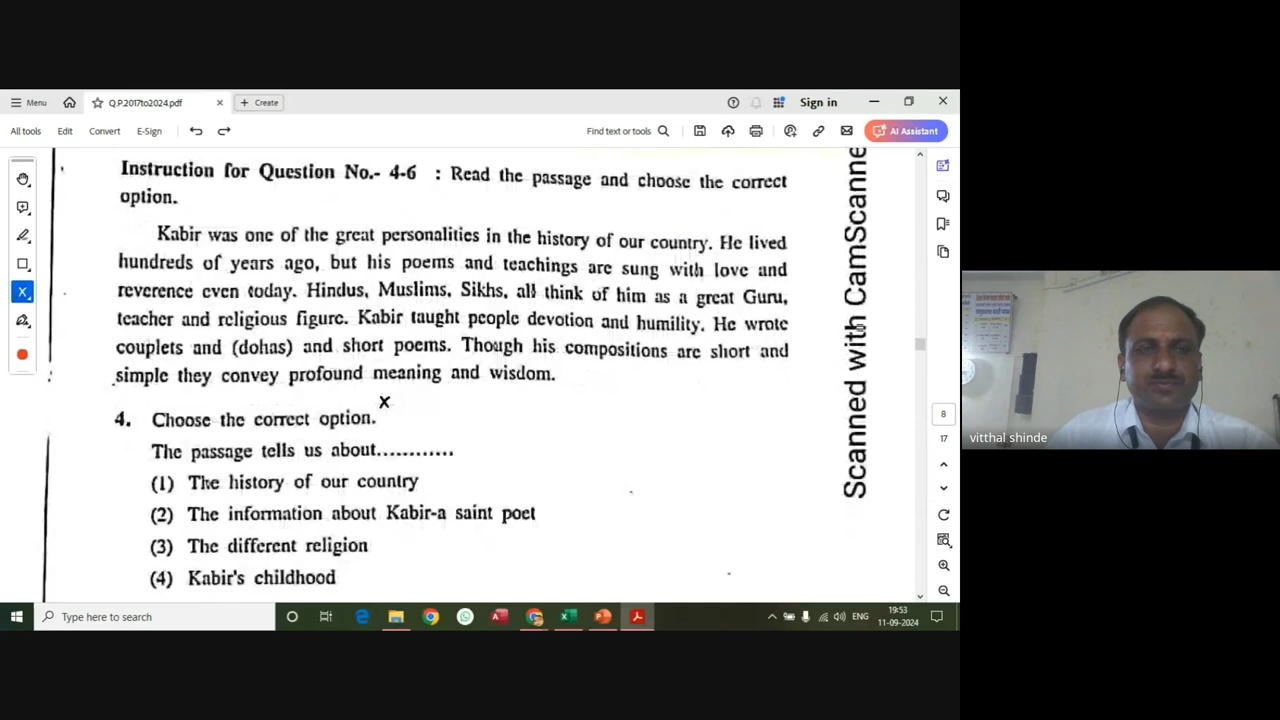 Menu
Q.P.2017to2024.pdf
Create
Sign in
All tools
Edit
Convert
E-Sign
Find text or tools
AI Assistant
Instruction for Question No.- 4-6 : Read the passage and choose the correct
option.
Kabir was one of the great personalities in the history of our country. He lived
hundreds of years ago, but his poems and teachings are sung with love and
reverence even today. Hindus, Muslims, Sikhs, all think of him as a great Guru,
teacher and religious figure. Kabir taught people devotion and humility. He wrote
couplets and (dohas) and short poems. Though his compositions are short and
simple they convey profound meaning and wisdom.
x
4. Choose the correct option.
The passage tells us about............
(1) The history of our country
(2) The information about Kabir-a saint poet
(3) The different religion
(4) Kabir's childhood
Scanned with CamScanne
8
17
vitthal shinde
Type here to search
ENG
19:53
11-09-2024